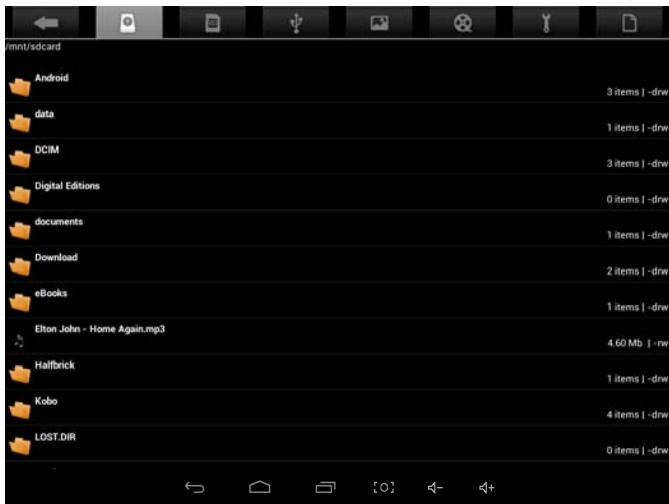 /mnt/sdcard
Android
3 items | -drw
data
1 items | -drw
DCIM
3 items | -drw
Digital Editions
0 items | -drw
documents
1 items | -drw
Download
2 items | -drw
eBooks
1 items | -drw
Elton John - Home Again.mp3
4.60 Mb | -rw
Halfbrick
1 items | -drw
Kobo
4 items | -drw
LOST.DIR
0 items | -drw